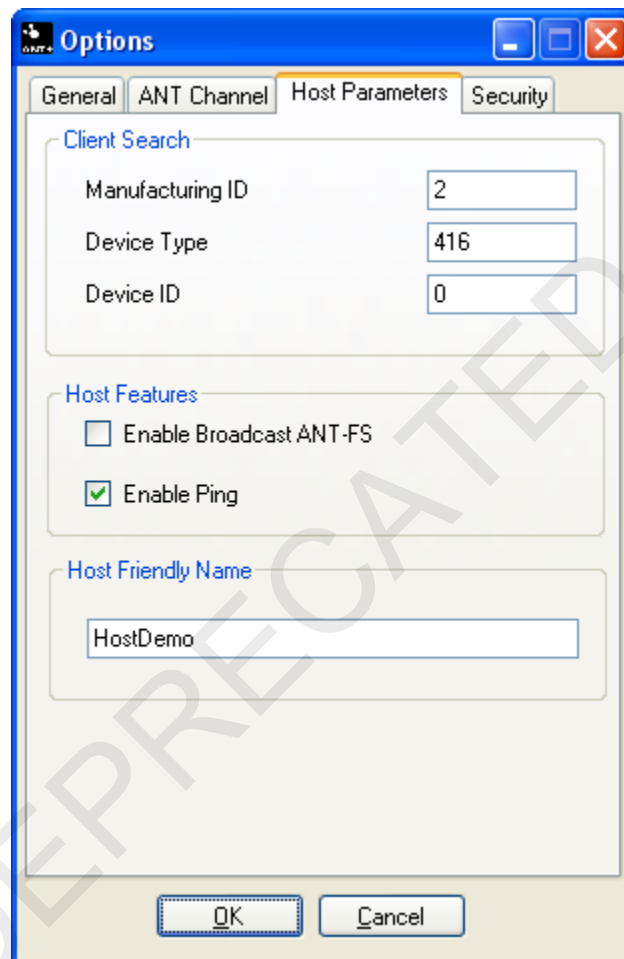 ANT+ Options
General ANT Channel Host Parameters Security
Client Search
Manufacturing ID 2
Device Type 416
Device ID 0
Host Features
Enable Broadcast ANT-FS
Enable Ping
Host Friendly Name
HostDemo
OK Cancel
DEPRECATED